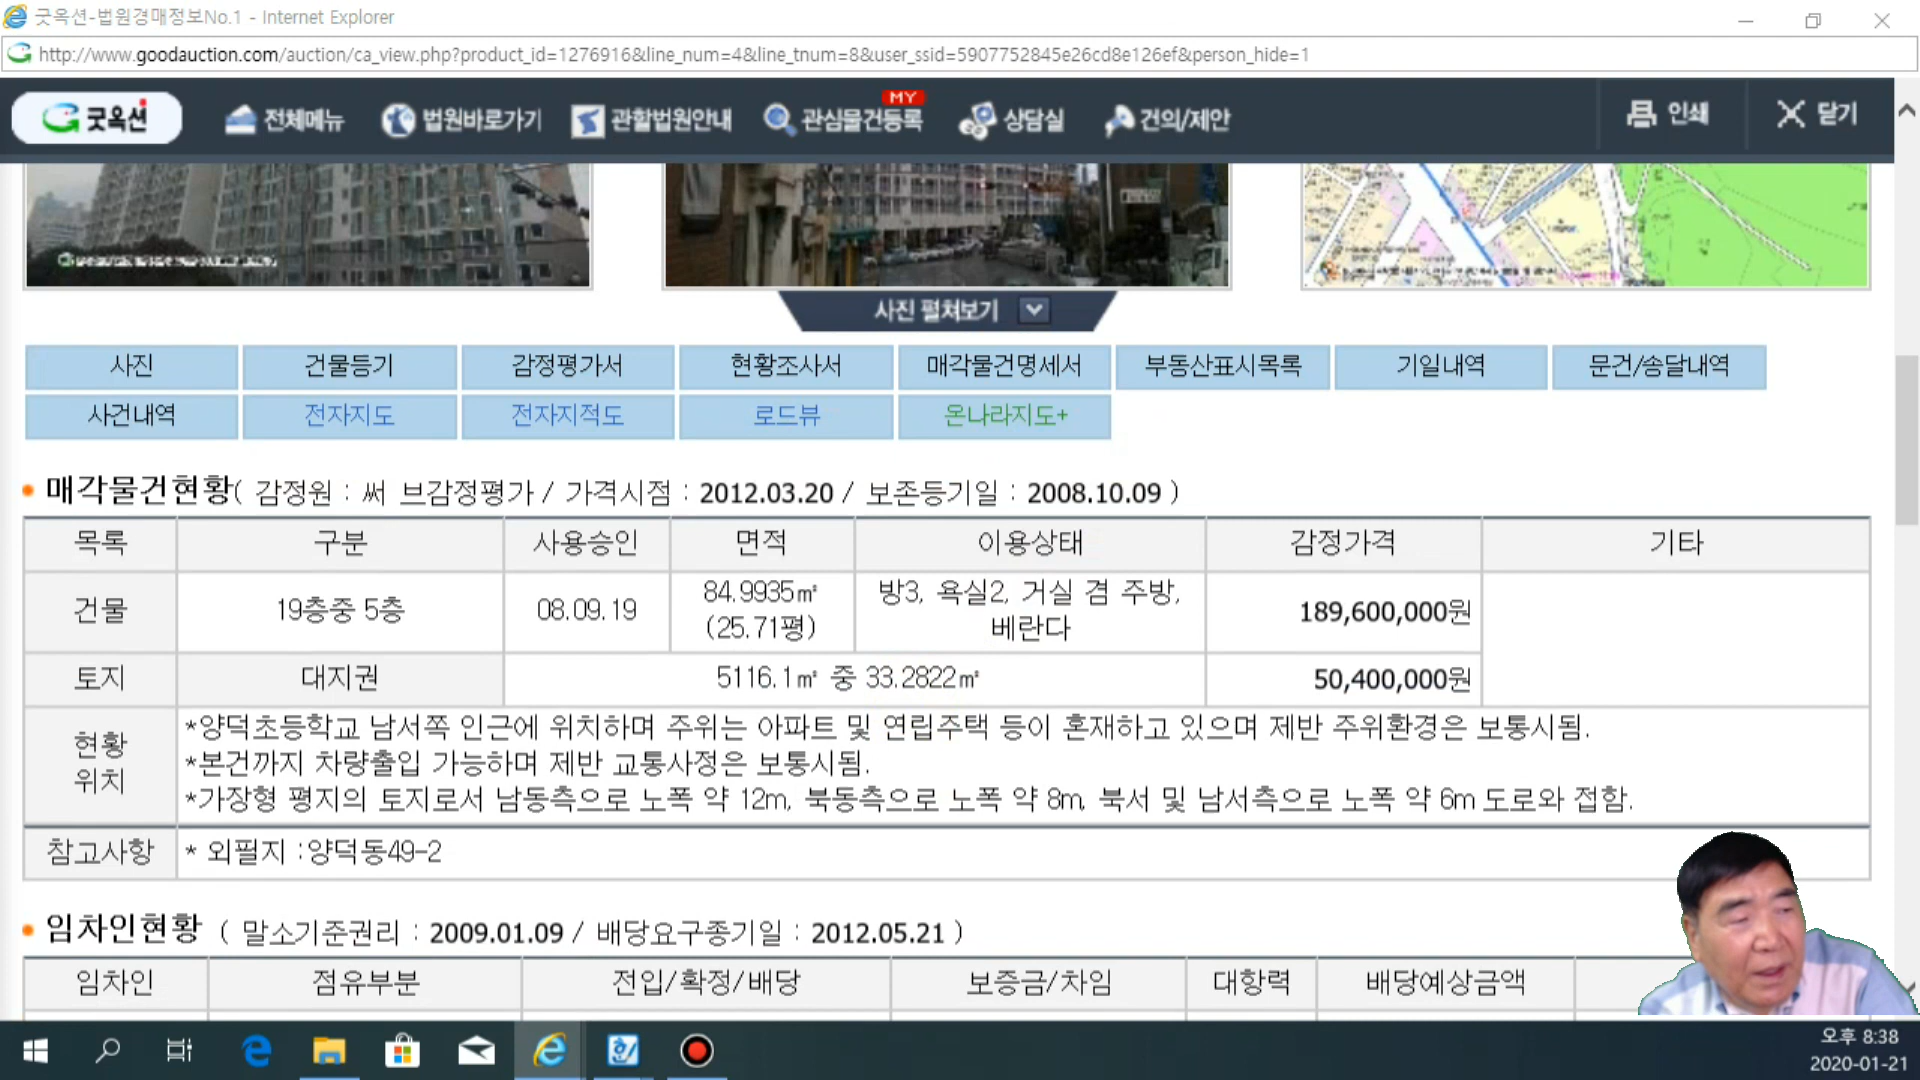 굿옥션-법원경매정보No.1 - Internet Explorer
http://www.goodauction.com/auction/ca_view.php?product_id=1276916&line_num=4&line_tnum=8&user_ssid=5907752845e26cd8e126ef&person_hide=1
굿옥션 전체메뉴 법원바로가기 관할법원안내 MY 관심물건등록 상담실 건의/제안 인쇄 닫기
사진 펼쳐보기
사진 건물등기 감정평가서 현황조사서 매각물건명세서 부동산표시목록 기일내역 문건/송달내역
사건내역 전자지도 전자지적도 로드뷰 온나라지도+
매각물건현황( 감정원 : 써 브감정평가 / 가격시점 : 2012.03.20 / 보존등기일 : 2008.10.09 )
목록 구분 사용승인 면적 이용상태 감정가격 기타
건물 19층중 5층 08.09.19 84.9935㎡ (25.71평) 방3, 욕실2, 거실 겸 주방, 베란다 189,600,000원
토지 대지권 5116.1㎡ 중 33.2822㎡ 50,400,000원
현황 위치
*양덕초등학교 남서쪽 인근에 위치하며 주위는 아파트 및 연립주택 등이 혼재하고 있으며 제반 주위환경은 보통시됨.
*본건까지 차량출입 가능하며 제반 교통사정은 보통시됨.
*가장형 평지의 토지로서 남동측으로 노폭 약 12m, 북동측으로 노폭 약 8m, 북서 및 남서측으로 노폭 약 6m 도로와 접함.
참고사항 * 외필지 :양덕동49-2
임차인현황 ( 말소기준권리 : 2009.01.09 / 배당요구종기일 : 2012.05.21 )
임차인 점유부분 전입/확정/배당 보증금/차임 대항력 배당예상금액
오후 8:38
2020-01-21